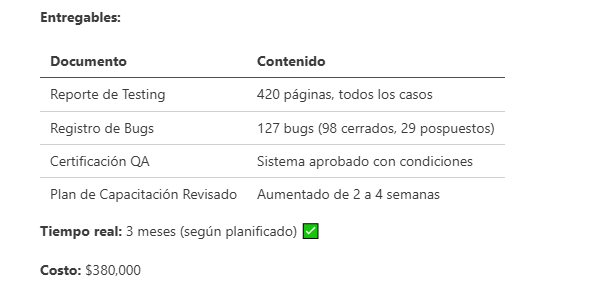 Entregables:
Documento Contenido
Reporte de Testing 420 páginas, todos los casos
Registro de Bugs 127 bugs (98 cerrados, 29 pospuestos)
Certificación QA Sistema aprobado con condiciones
Plan de Capacitación Revisado Aumentado de 2 a 4 semanas
Tiempo real: 3 meses (según planificado) ✅
Costo: $380,000